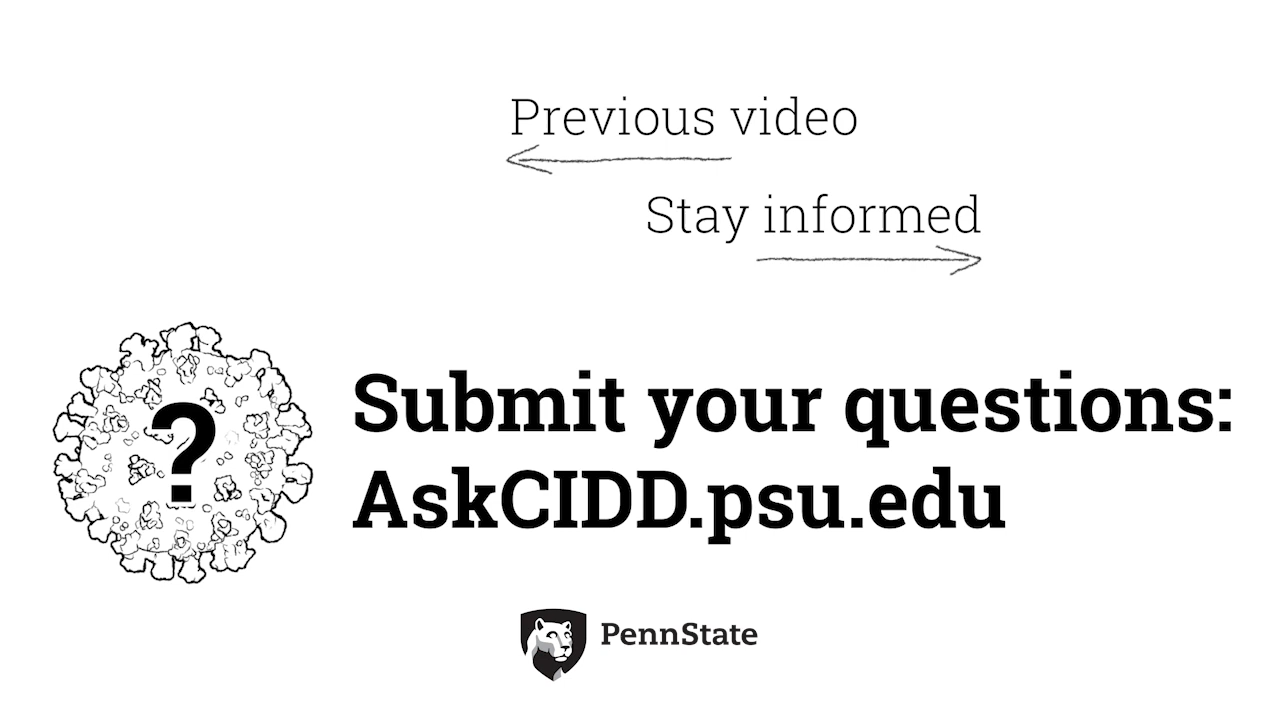 Previous video
Stay informed
?
Submit your questions:
AskCIDD.psu.edu
PennState